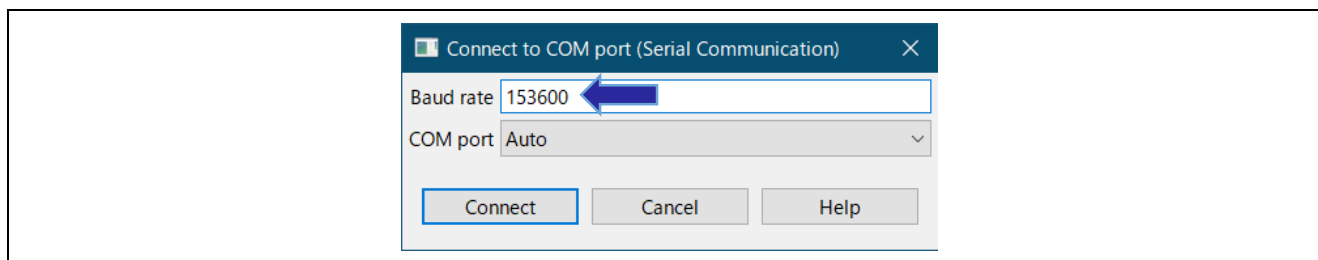 Connect to COM port (Serial Communication)
Baud rate 153600
COM port Auto
Connect Cancel Help